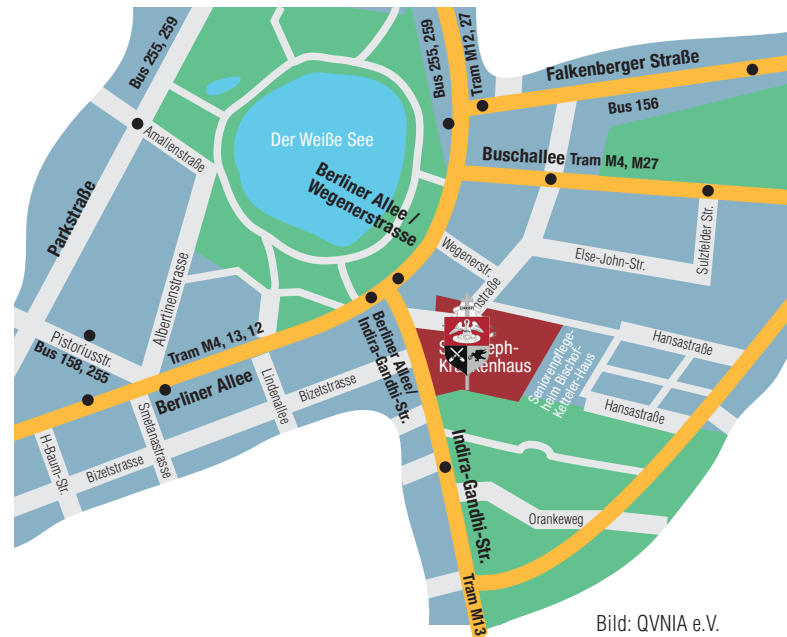 Bus 255, 259
Bus 255, 259
Tram M12, 27
Falkenberger Straße
Bus 156
Amalienstraße
Der Weiße See
Buschallee Tram M4, M27
Berliner Allee /
Wegenerstrasse
Parkstraße
Sulzfelder Str.
Wegenerstr.
Else-John-Str.
Albertinenstrasse
nstraße
Pistoriusstr.
Bus 158, 255
Tram M4, 13, 12
Berliner Allee
Berliner Allee/
Indira-Gandhi-Str.
Hansastraße
Seniorenpflege-
heim Bischof-
Ketteler-Haus
Lindenallee
Bizetstrasse
Smetanastrasse
Hansastraße
H-Baum-Str.
Bizetstrasse
Indira-Gandhi-Str.
Orankeweg
Tram M13
Bild: QVNIA e.V.